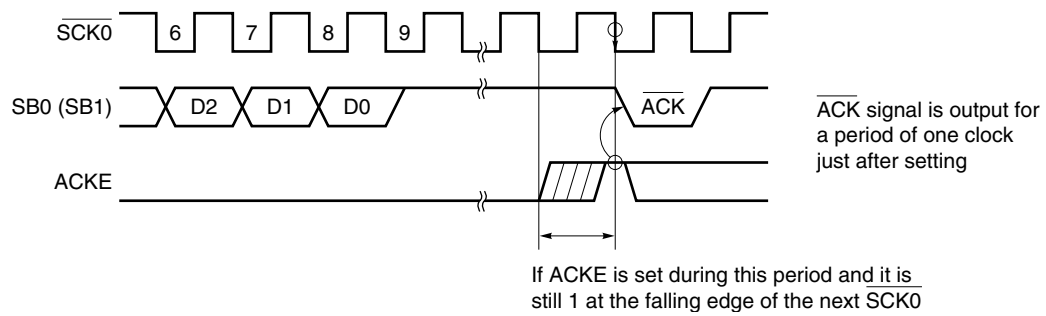 SCK0 6 7 8 9
SB0 (SB1) D2 D1 D0 ACK
ACK signal is output for
a period of one clock
just after setting
ACKE
If ACKE is set during this period and it is
still 1 at the falling edge of the next SCK0